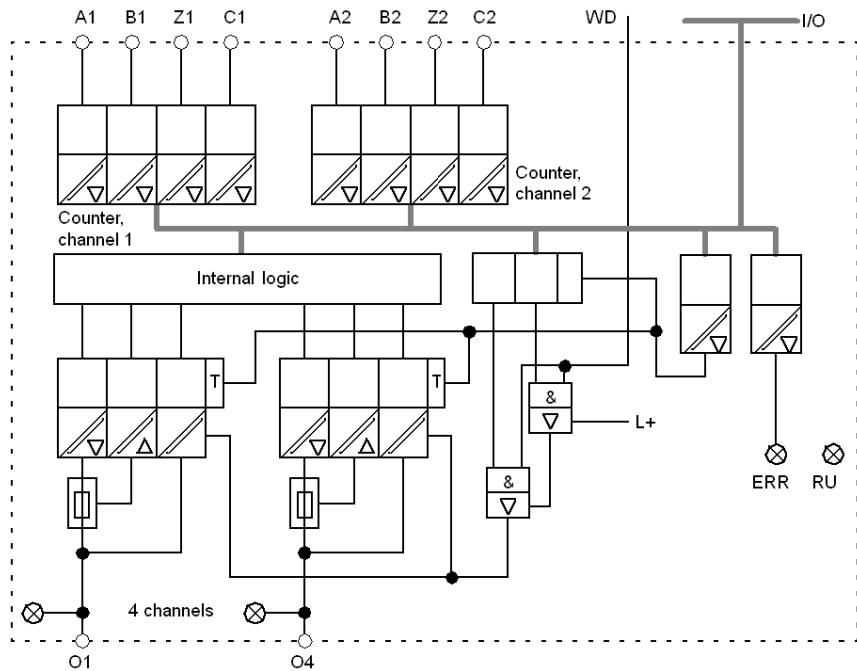 A1 B1 Z1 C1 A2 B2 Z2 C2 WD
I/O
Counter,
channel 2
Counter,
channel 1
Internal logic
T T
&
L+
&
ERR RU
4 channels
O1 O4